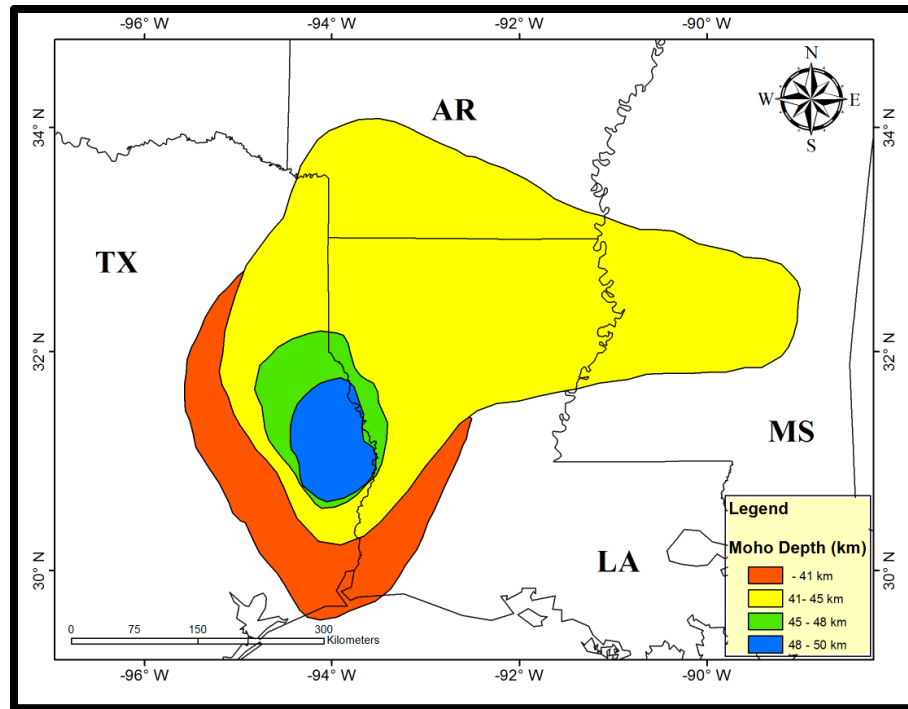 -96° W -94° W -92° W -90° W
N
W E
S
AR
34° N 34° N
TX
32° N 32° N
MS
Legend
Moho Depth (km)
- 41 km
41- 45 km
45 - 48 km
48 - 50 km
LA
30° N 30° N
0 75 150 300
Kilometers
-96° W -94° W -92° W -90° W